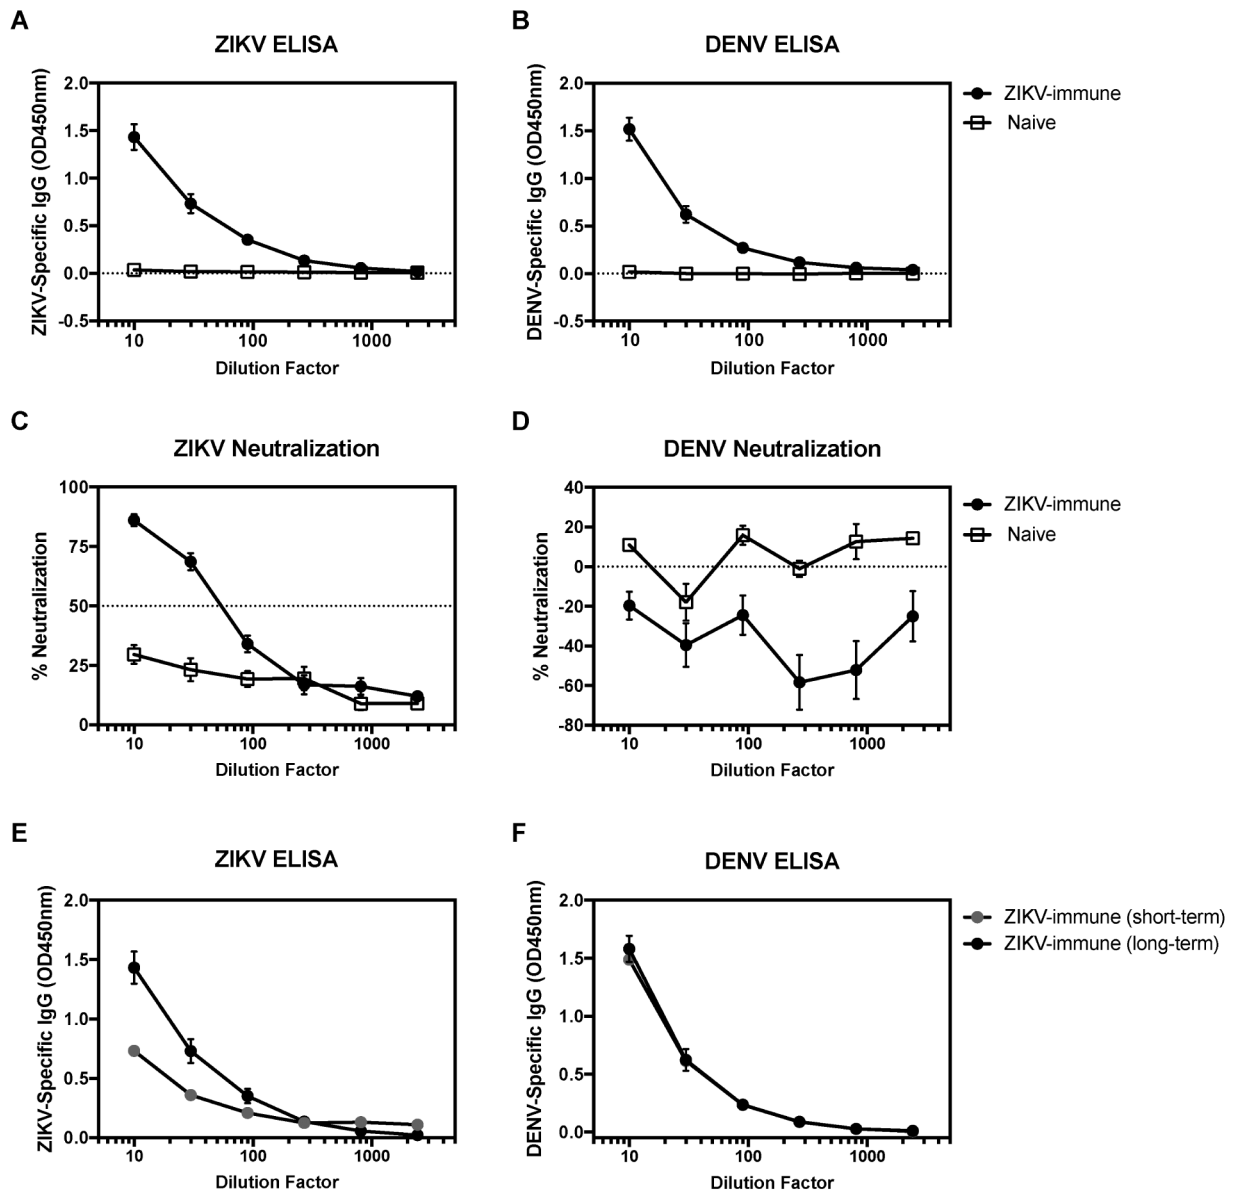 A
ZIKV ELISA
ZIKV-Specific IgG (OD450nm)
2.0
1.5
1.0
0.5
0.0
-0.5
10
100
1000
Dilution Factor
B
DENV ELISA
DENV-Specific IgG (OD450nm)
2.0
1.5
1.0
0.5
0.0
-0.5
10
100
1000
Dilution Factor
ZIKV-immune
Naive
C
ZIKV Neutralization
% Neutralization
100
75
50
25
0
10
100
1000
Dilution Factor
D
DENV Neutralization
% Neutralization
40
20
0
-20
-40
-60
-80
10
100
1000
Dilution Factor
ZIKV-immune
Naive
E
ZIKV ELISA
ZIKV-Specific IgG (OD450nm)
2.0
1.5
1.0
0.5
0.0
10
100
1000
Dilution Factor
F
DENV ELISA
DENV-Specific IgG (OD450nm)
2.0
1.5
1.0
0.5
0.0
10
100
1000
Dilution Factor
ZIKV-immune (short-term)
ZIKV-immune (long-term)